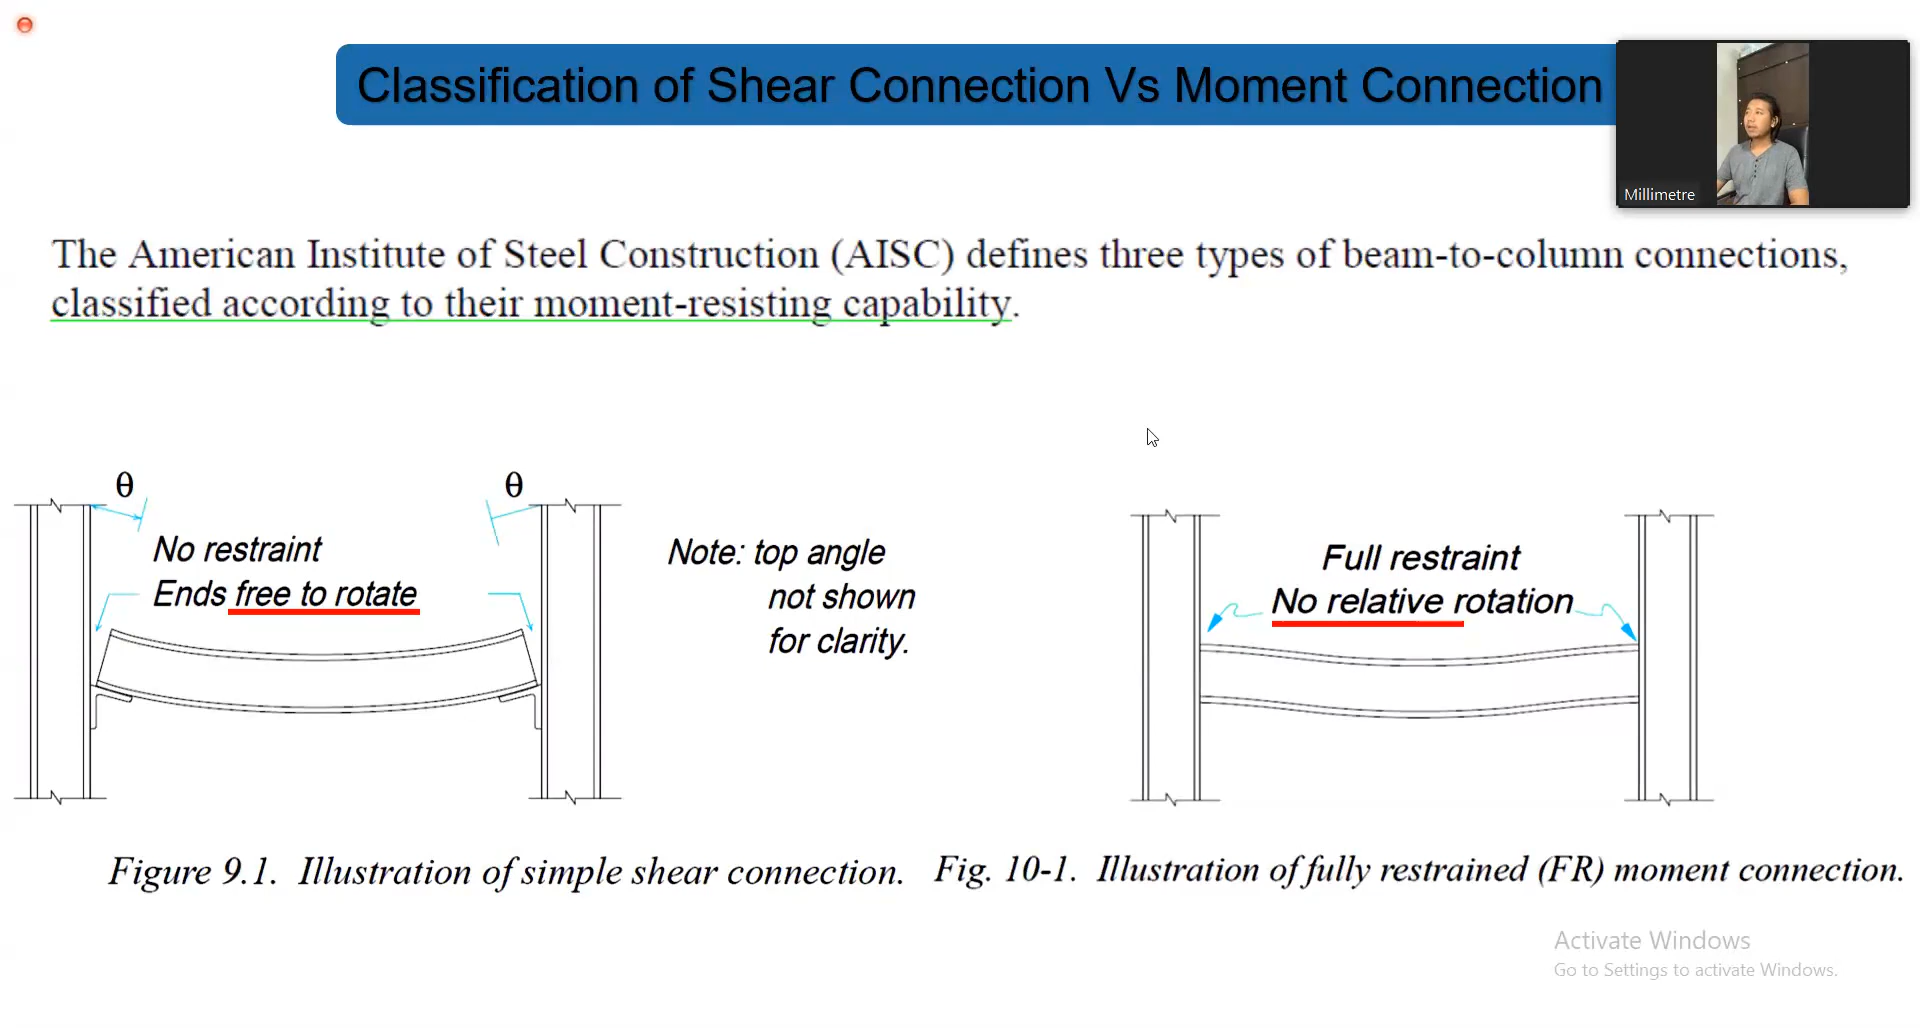 Classification of Shear Connection Vs Moment Connection
Millimetre
The American Institute of Steel Construction (AISC) defines three types of beam-to-column connections,
classified according to their moment-resisting capability.
θ
θ
No restraint
Ends free to rotate
Note: top angle
not shown
for clarity.
Full restraint
No relative rotation
Figure 9.1. Illustration of simple shear connection.
Fig. 10-1. Illustration of fully restrained (FR) moment connection.
Activate Windows
Go to Settings to activate Windows.